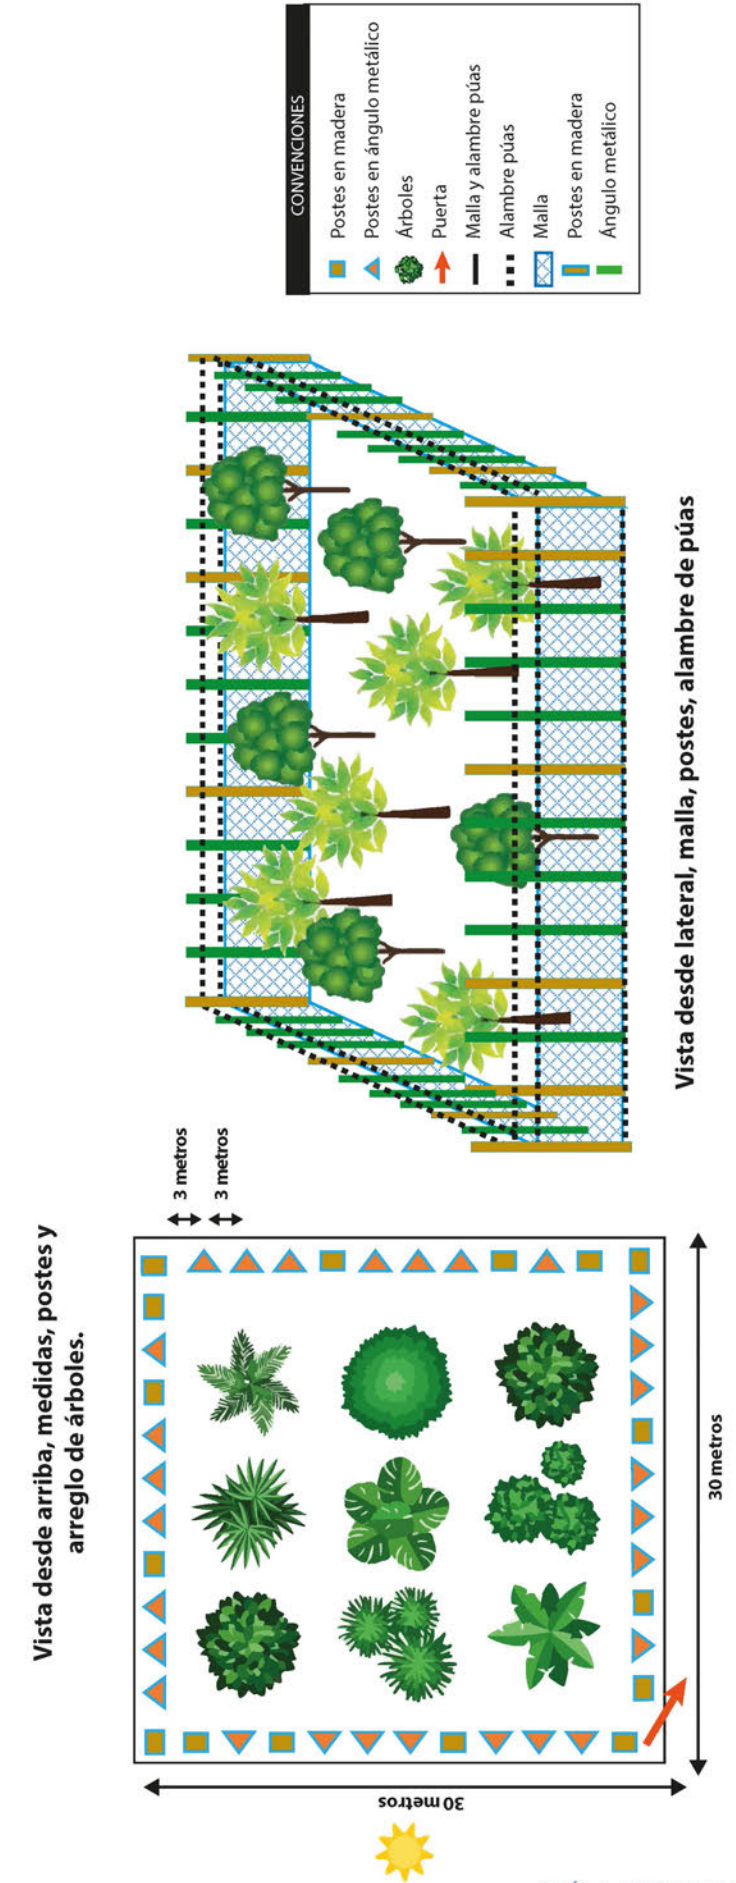 Vista desde arriba, medidas, postes y
arreglo de árboles.
3 metros
3 metros
30 metros
30 metros
Vista desde lateral, malla, postes, alambre de púas
CONVENCIONES
Postes en madera
Postes en ángulo metálico
Árboles
Puerta
Malla y alambre púas
Alambre púas
Malla
Postes en madera
Ángulo metálico